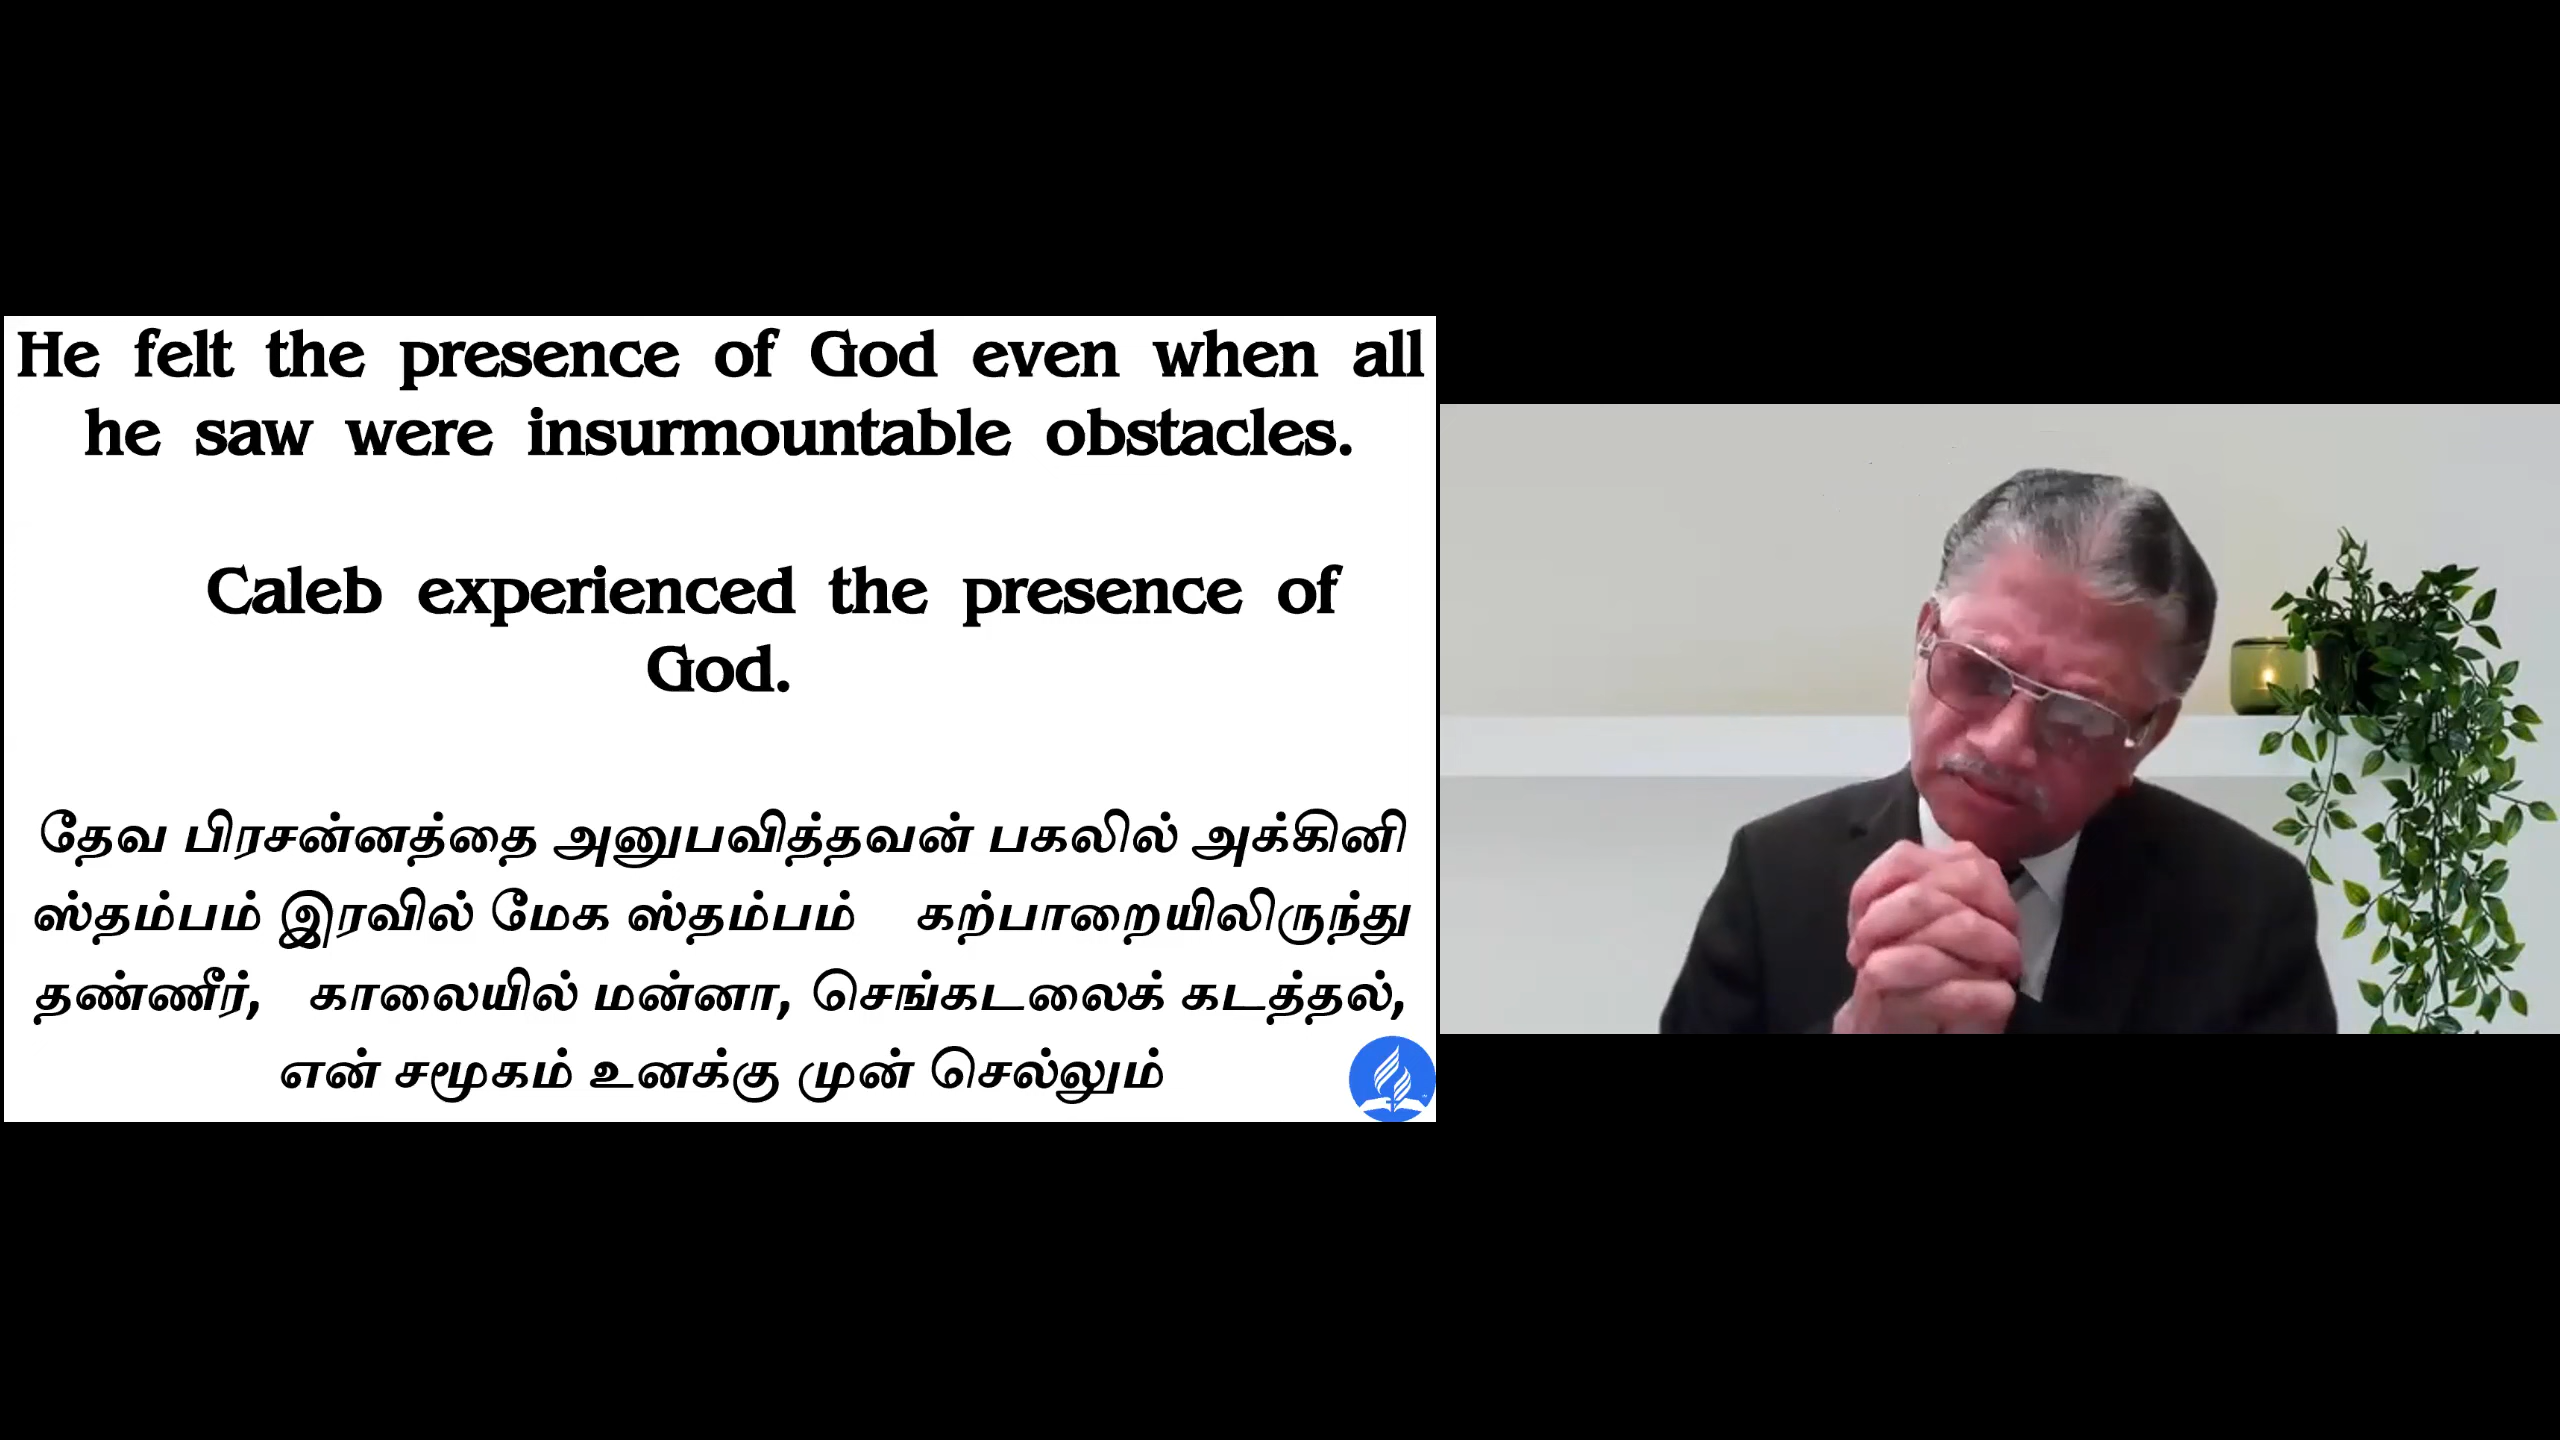 He felt the presence of God even when all
he saw were insurmountable obstacles.
Caleb experienced the presence of
God.
தேவ பிரசன்னத்தை அனுபவித்தவன் பகலில் அக்கினி
ஸ்தம்பம் இரவில் மேக ஸ்தம்பம் கற்பாறையிலிருந்து
தண்ணீர், காலையில் மன்னா, செங்கடலைக் கடத்தல்,
என் சமூகம் உனக்கு முன் செல்லும்